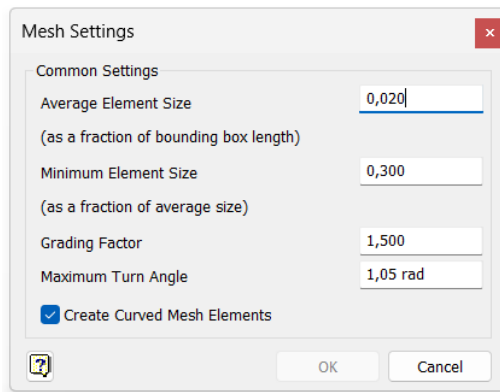 Mesh Settings
Common Settings
Average Element Size 0,020
(as a fraction of bounding box length)
Minimum Element Size 0,300
(as a fraction of average size)
Grading Factor 1,500
Maximum Turn Angle 1,05 rad
Create Curved Mesh Elements
OK Cancel